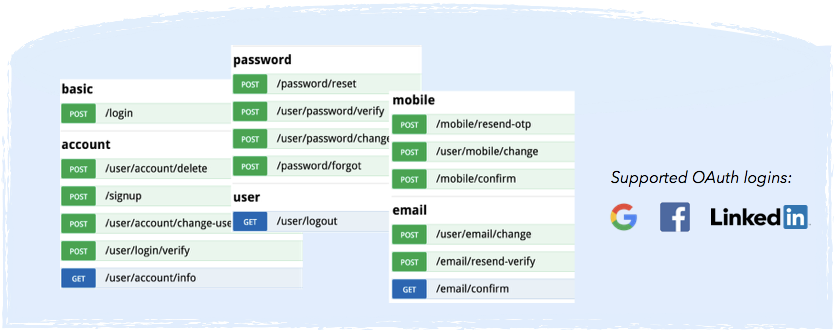 basic
POST /login
account
POST /user/account/delete
POST /signup
POST /user/account/change-use
POST /user/login/verify
GET /user/account/info
password
POST /password/reset
POST /user/password/verify
POST /user/password/change
POST /password/forgot
user
GET /user/logout
mobile
POST /mobile/resend-otp
POST /user/mobile/change
POST /mobile/confirm
email
POST /user/email/change
POST /email/resend-verify
GET /email/confirm
Supported OAuth logins:
G f Linked in